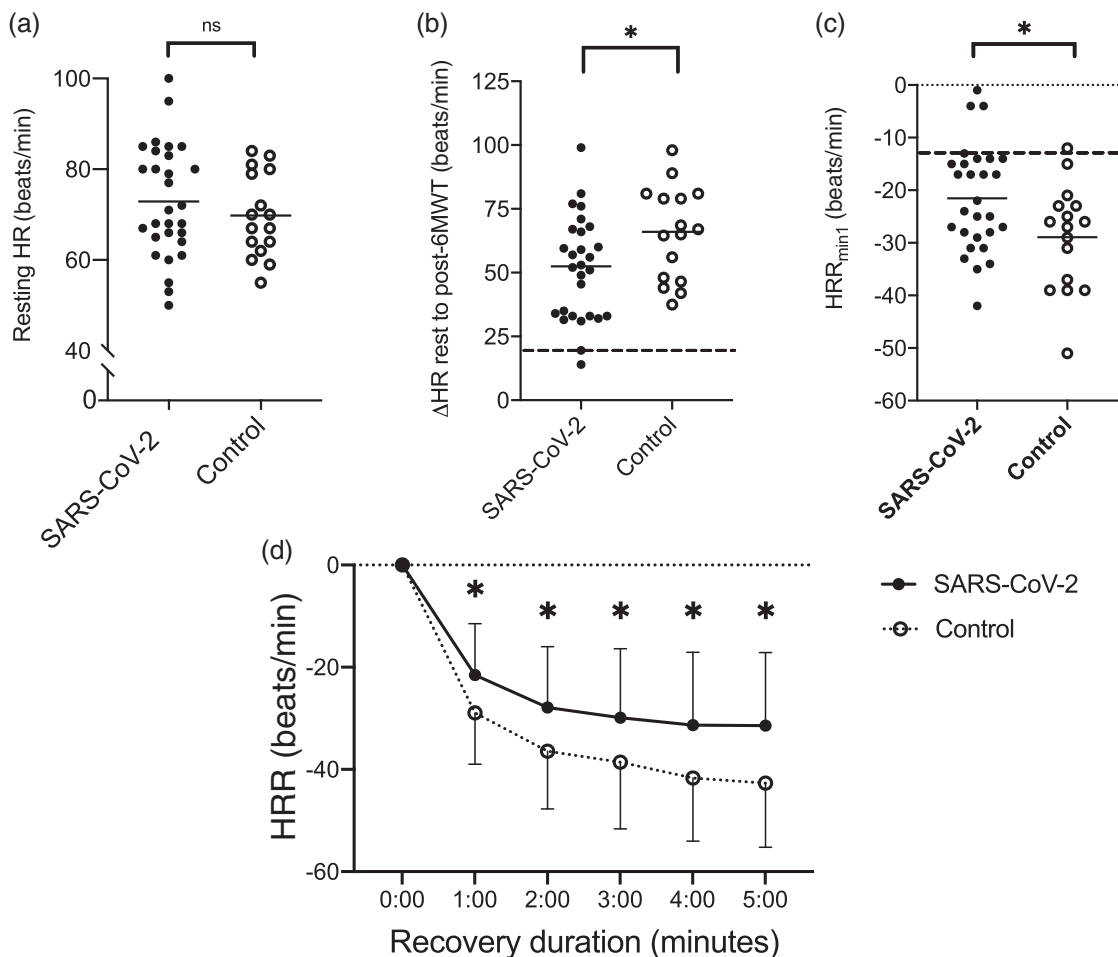 (a)
ns
Resting HR (beats/min)
100
80
60
40
0
SARS-CoV-2
Control
(b)
*
ΔHR rest to post-6MWT (beats/min)
125
100
75
50
25
0
SARS-CoV-2
Control
(c)
*
HRRmin1 (beats/min)
0
-10
-20
-30
-40
-50
-60
SARS-CoV-2
Control
(d)
HRR (beats/min)
0
-20
-40
-60
* * * * *
0:00 1:00 2:00 3:00 4:00 5:00
Recovery duration (minutes)
SARS-CoV-2
Control